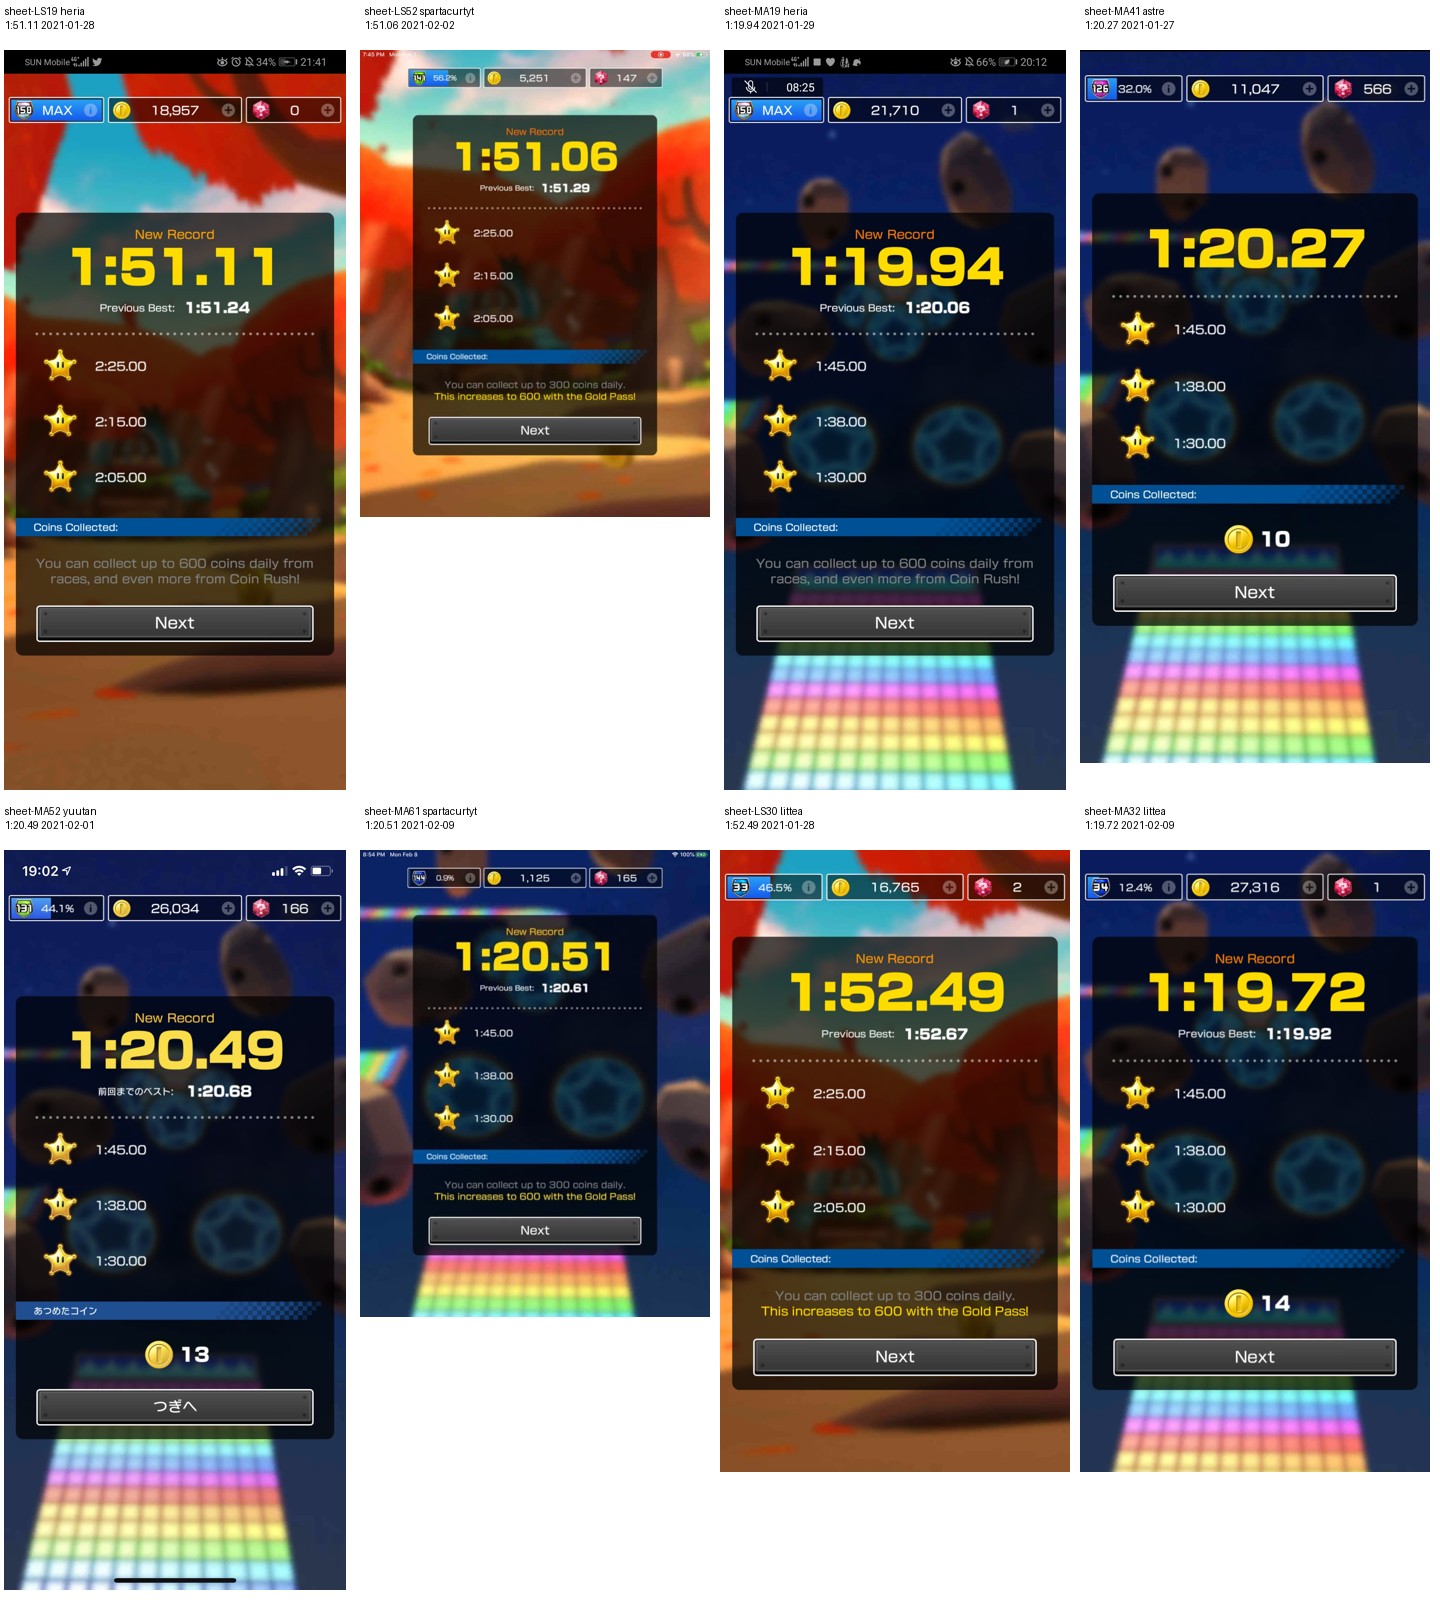 sheet-LS19 heria
1:51.11 2021-01-28
SUN Mobile 34% 21:41
150 MAX 18,957 0
New Record
1:51.11
Previous Best: 1:51.24
2:25.00
2:15.00
2:05.00
Coins Collected:
You can collect up to 600 coins daily from
races, and even more from Coin Rush!
Next
sheet-LS52 spartacurtyt
1:51.06 2021-02-02
7:45 PM
56.2% 5,251 147
New Record
1:51.06
Previous Best: 1:51.29
2:25.00
2:15.00
2:05.00
Coins Collected:
You can collect up to 300 coins daily.
This increases to 600 with the Gold Pass!
Next
sheet-MA19 heria
1:19.94 2021-01-29
SUN Mobile 66% 20:12
08:25
150 MAX 21,710 1
New Record
1:19.94
Previous Best: 1:20.06
1:45.00
1:38.00
1:30.00
Coins Collected:
You can collect up to 600 coins daily from
races, and even more from Coin Rush!
Next
sheet-MA41 astre
1:20.27 2021-01-27
126 32.0% 11,047 566
1:20.27
1:45.00
1:38.00
1:30.00
Coins Collected:
10
Next
sheet-MA52 yuutan
1:20.49 2021-02-01
19:02
131 44.1% 26,034 166
New Record
1:20.49
前回までのベスト: 1:20.68
1:45.00
1:38.00
1:30.00
あつめたコイン
13
つぎへ
sheet-MA61 spartacurtyt
1:20.51 2021-02-09
8:54 PM Mon Feb 8 100%
144 0.9% 1,125 165
New Record
1:20.51
Previous Best: 1:20.61
1:45.00
1:38.00
1:30.00
Coins Collected:
You can collect up to 300 coins daily.
This increases to 600 with the Gold Pass!
Next
sheet-LS30 littea
1:52.49 2021-01-28
33 46.5% 16,765 2
New Record
1:52.49
Previous Best: 1:52.67
2:25.00
2:15.00
2:05.00
Coins Collected:
You can collect up to 300 coins daily.
This increases to 600 with the Gold Pass!
Next
sheet-MA32 littea
1:19.72 2021-02-09
34 12.4% 27,316 1
New Record
1:19.72
Previous Best: 1:19.92
1:45.00
1:38.00
1:30.00
Coins Collected:
14
Next